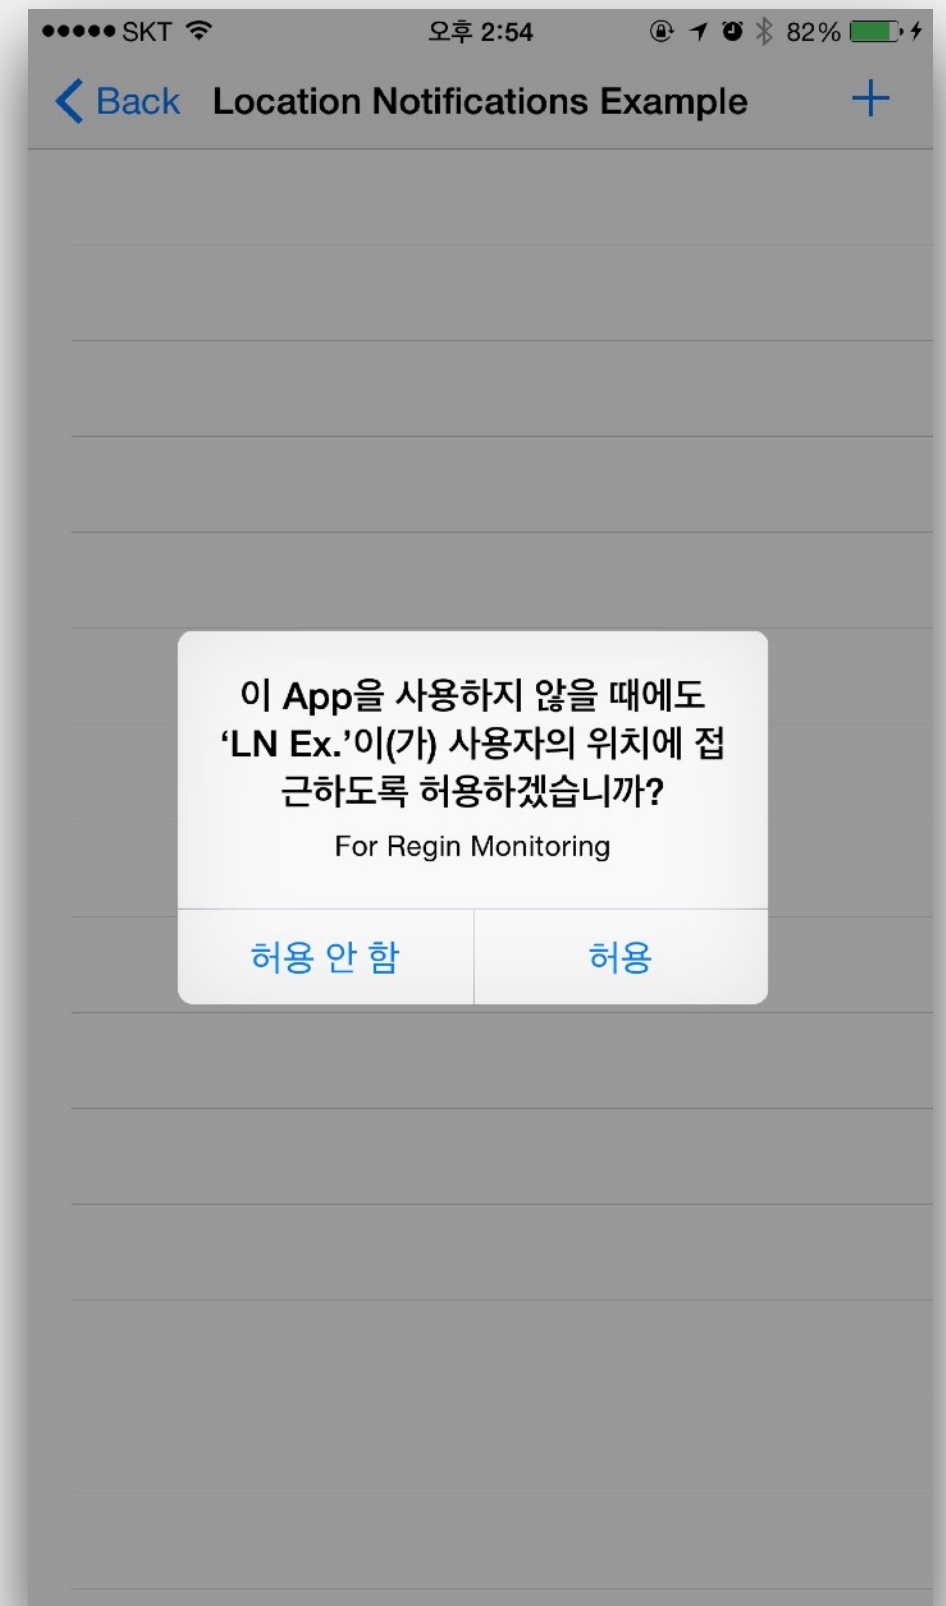 SKT 오후 2:54 82%
Back Location Notifications Example +
이 App을 사용하지 않을 때에도
‘LN Ex.’이(가) 사용자의 위치에 접
근하도록 허용하겠습니까?
For Regin Monitoring
허용 안 함 허용